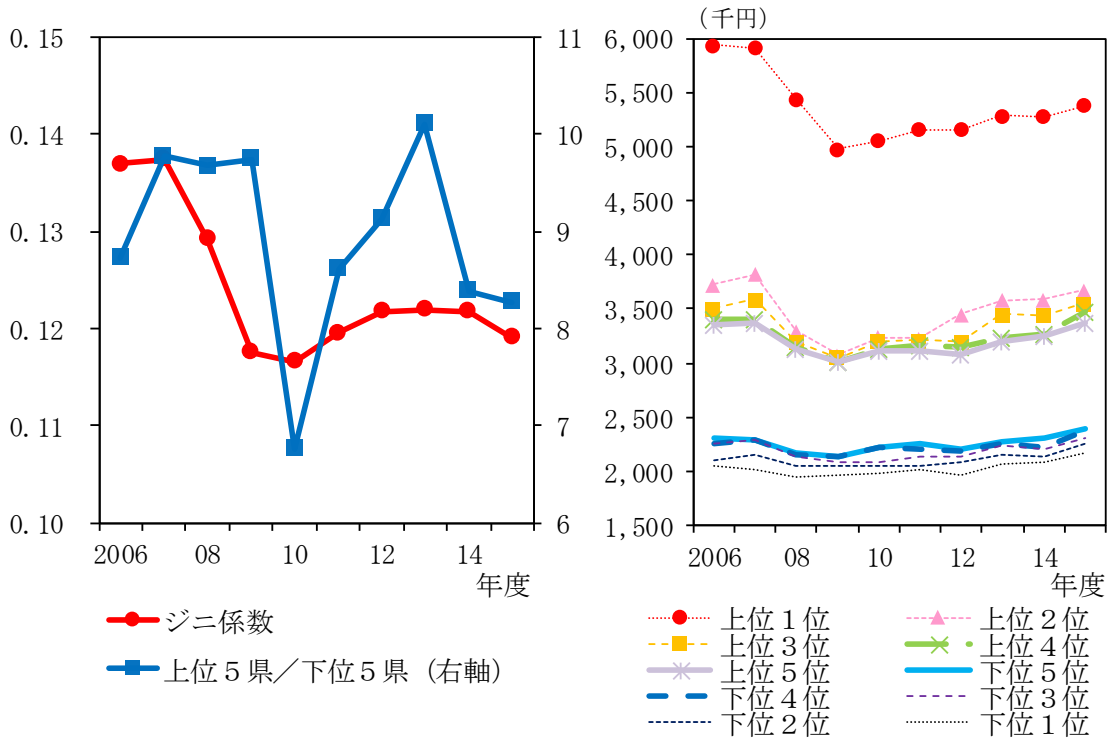 0.15
0.14
0.13
0.12
0.11
0.10
11
10
9
8
7
6
2006 08 10 12 14
年度
ジニ係数
上位５県／下位５県（右軸）
（千円）
6,000
5,500
5,000
4,500
4,000
3,500
3,000
2,500
2,000
1,500
2006 08 10 12 14
年度
上位１位 上位２位
上位３位 上位４位
上位５位 下位５位
下位４位 下位３位
下位２位 下位１位